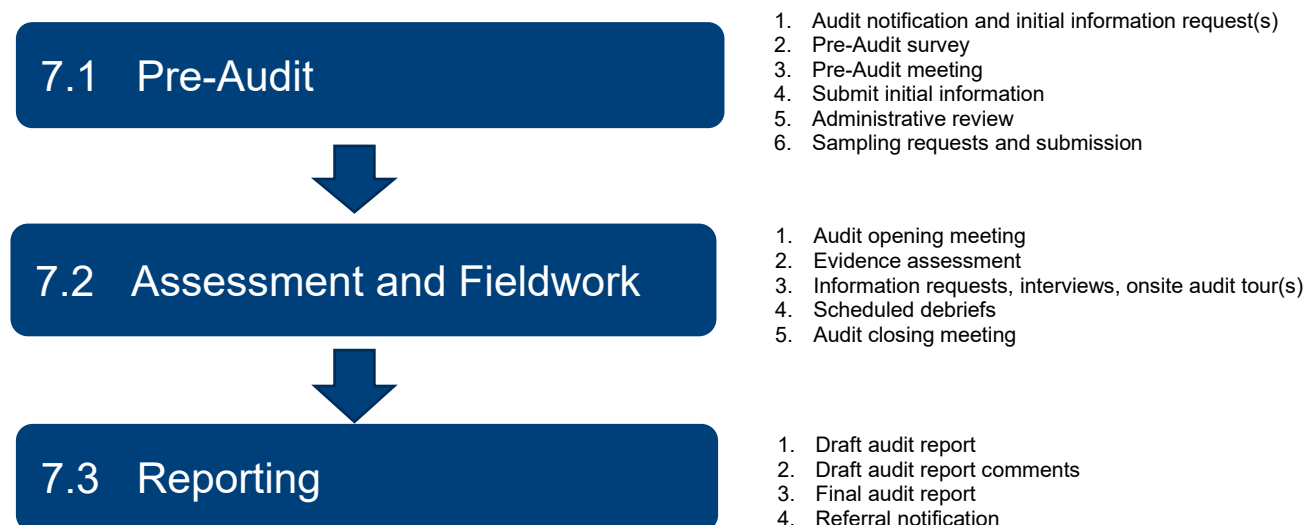 7.1 Pre-Audit
1. Audit notification and initial information request(s)
2. Pre-Audit survey
3. Pre-Audit meeting
4. Submit initial information
5. Administrative review
6. Sampling requests and submission
7.2 Assessment and Fieldwork
1. Audit opening meeting
2. Evidence assessment
3. Information requests, interviews, onsite audit tour(s)
4. Scheduled debriefs
5. Audit closing meeting
7.3 Reporting
1. Draft audit report
2. Draft audit report comments
3. Final audit report
4. Referral notification